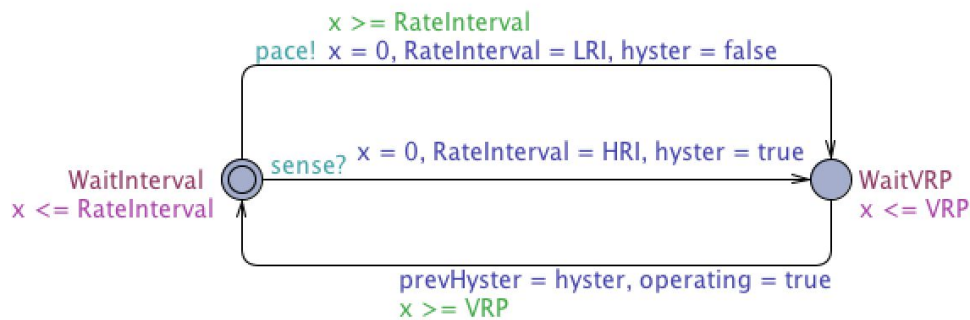 x >= RateInterval
pace! x = 0, RateInterval = LRI, hyster = false
sense? x = 0, RateInterval = HRI, hyster = true
WaitInterval
x <= RateInterval
WaitVRP
x <= VRP
prevHyster = hyster, operating = true
x >= VRP